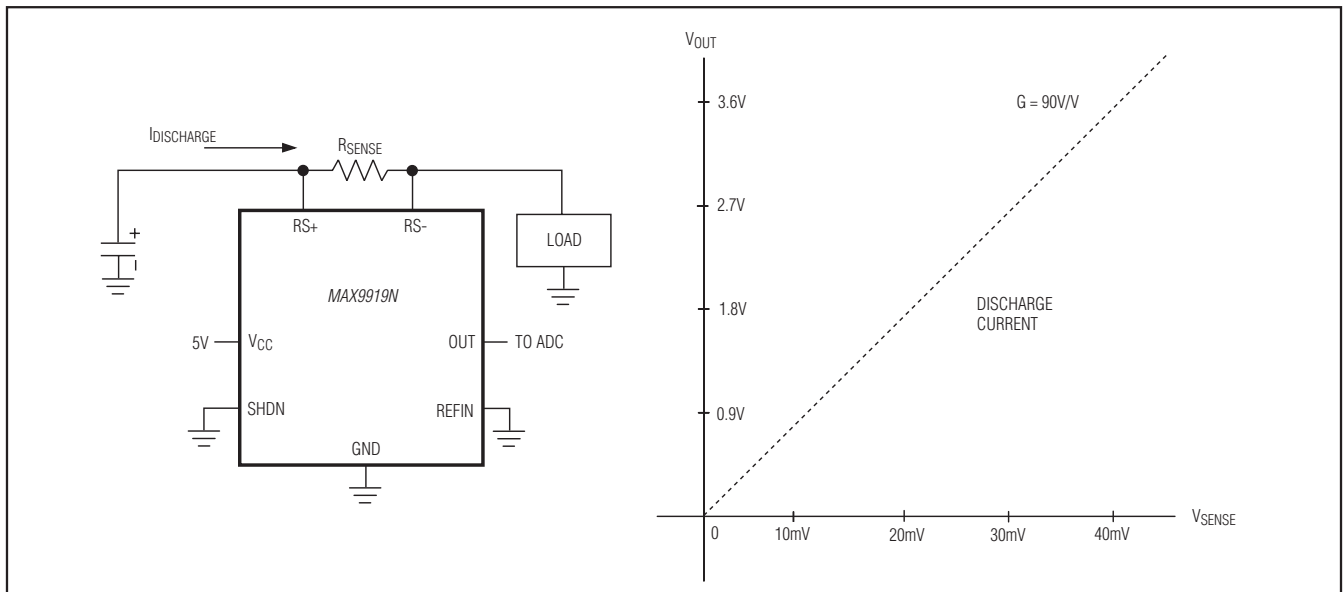 IDISCHARGE
RSENSE
RS+
RS-
+
–
LOAD
MAX9919N
5V
VCC
OUT
TO ADC
SHDN
REFIN
GND
VOUT
3.6V
G = 90V/V
2.7V
1.8V
DISCHARGE
CURRENT
0.9V
0
10mV
20mV
30mV
40mV
VSENSE